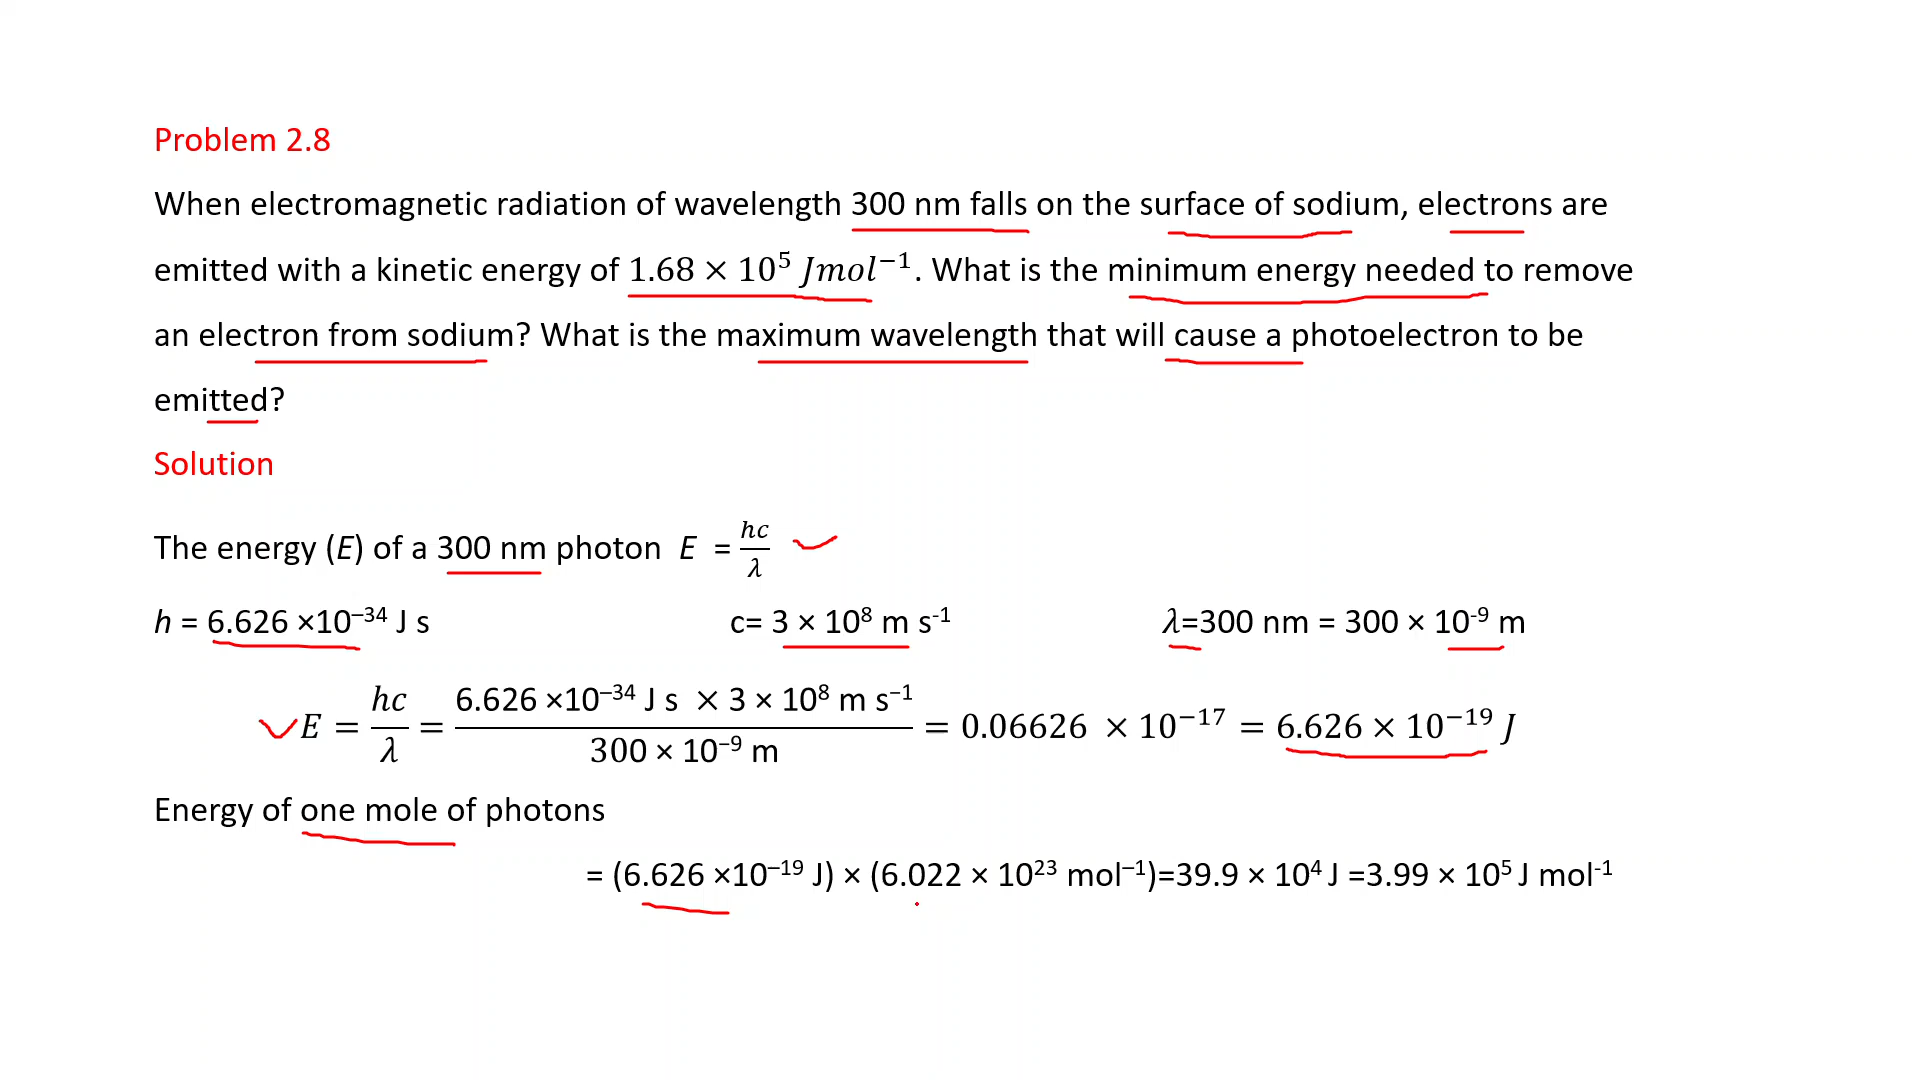 Problem 2.8
When electromagnetic radiation of wavelength 300 nm falls on the surface of sodium, electrons are
emitted with a kinetic energy of 1.68 × 10⁵ Jmol⁻¹. What is the minimum energy needed to remove
an electron from sodium? What is the maximum wavelength that will cause a photoelectron to be
emitted?
Solution
The energy (E) of a 300 nm photon E = hc/λ
h = 6.626 ×10⁻³⁴ J s c= 3 × 10⁸ m s⁻¹ λ=300 nm = 300 × 10⁻⁹ m
E = hc/λ = (6.626 ×10⁻³⁴ J s × 3 × 10⁸ m s⁻¹)/(300 × 10⁻⁹ m) = 0.06626 × 10⁻¹⁷ = 6.626 × 10⁻¹⁹ J
Energy of one mole of photons
= (6.626 ×10⁻¹⁹ J) × (6.022 × 10²³ mol⁻¹)=39.9 × 10⁴ J =3.99 × 10⁵ J mol⁻¹